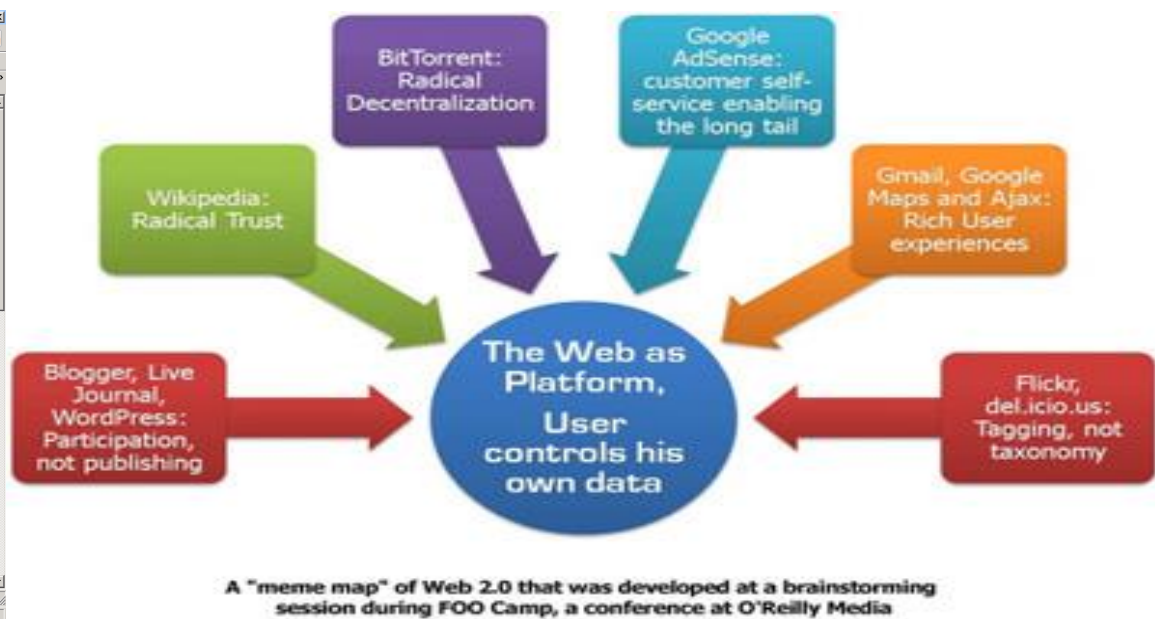 BitTorrent:
Radical
Decentralization
Google
AdSense:
customer self-
service enabling
the long tail
Wikipedia:
Radical Trust
Gmail, Google
Maps and Ajax:
Rich User
experiences
Blogger, Live
Journal,
WordPress:
Participation,
not publishing
The Web as
Platform,
User
controls his
own data
Flickr,
del.icio.us:
Tagging, not
taxonomy
A "meme map" of Web 2.0 that was developed at a brainstorming
session during FOO Camp, a conference at O'Reilly Media